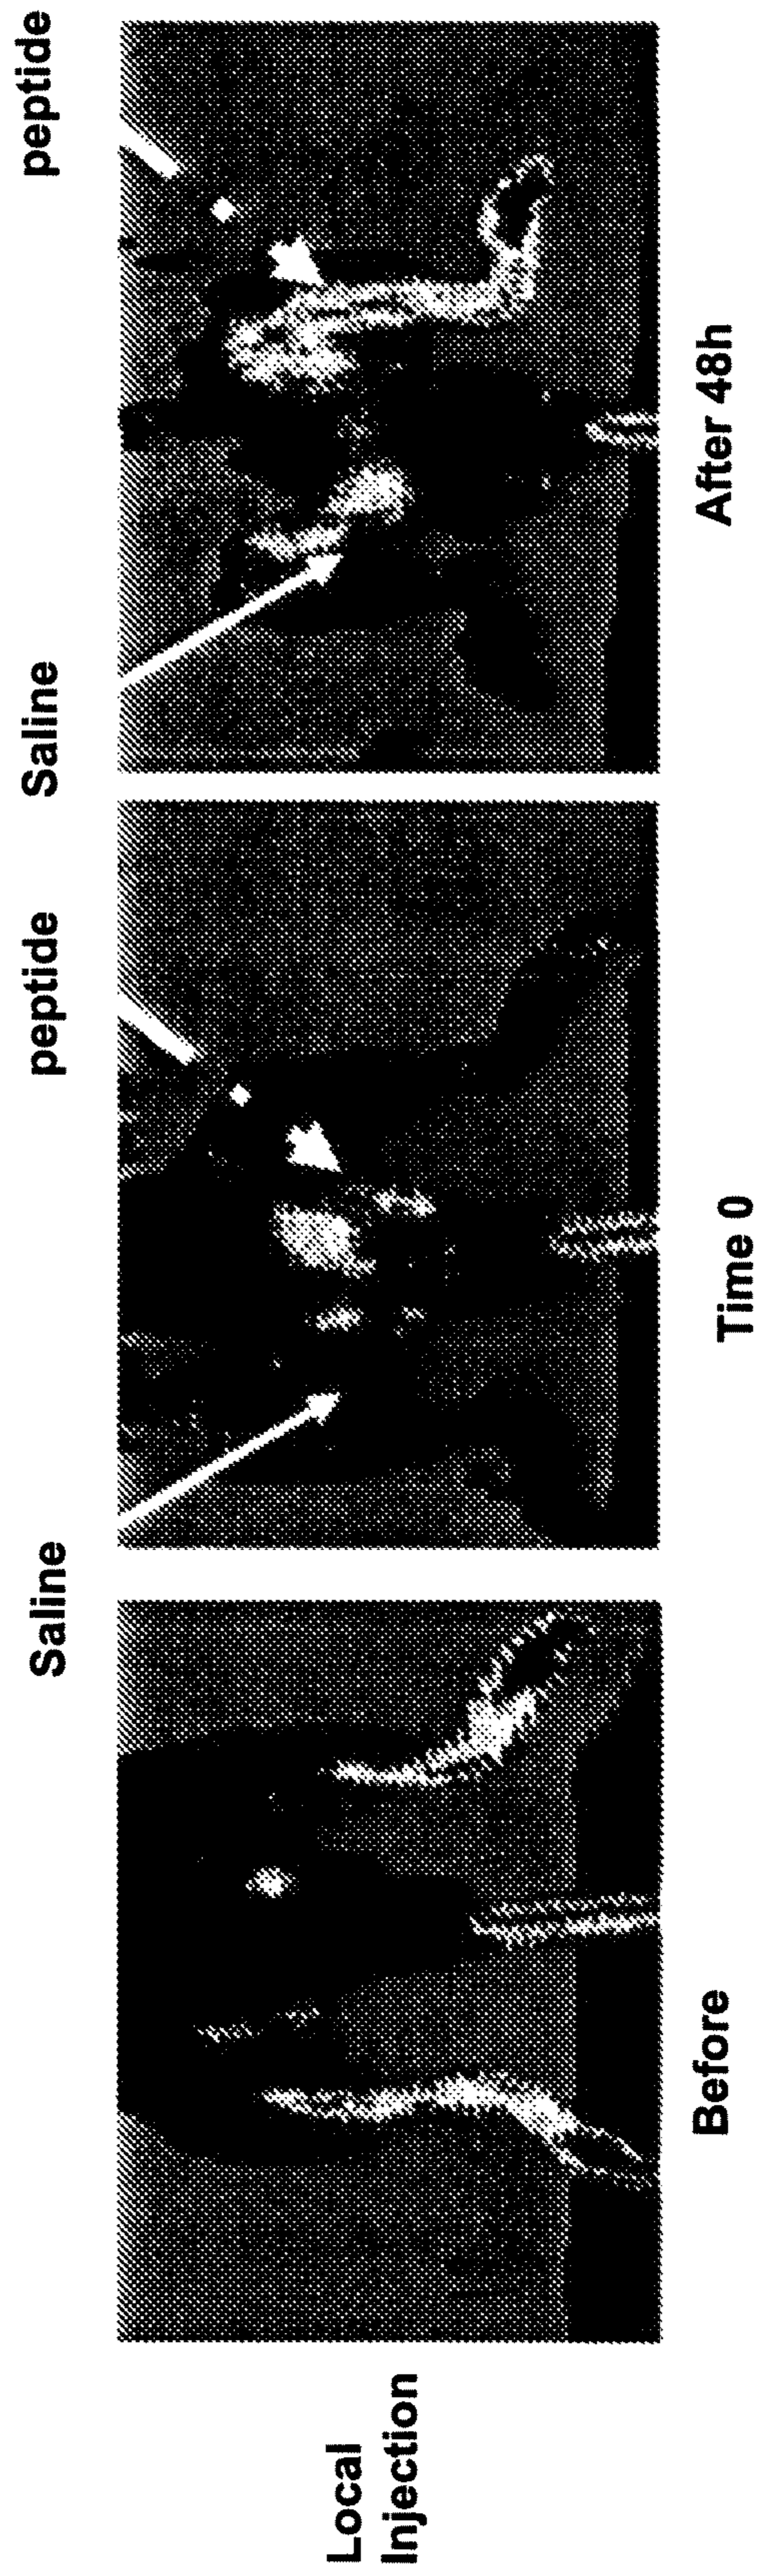 Saline
peptide
Saline
peptide
Local
Injection
Before
Time 0
After 48h